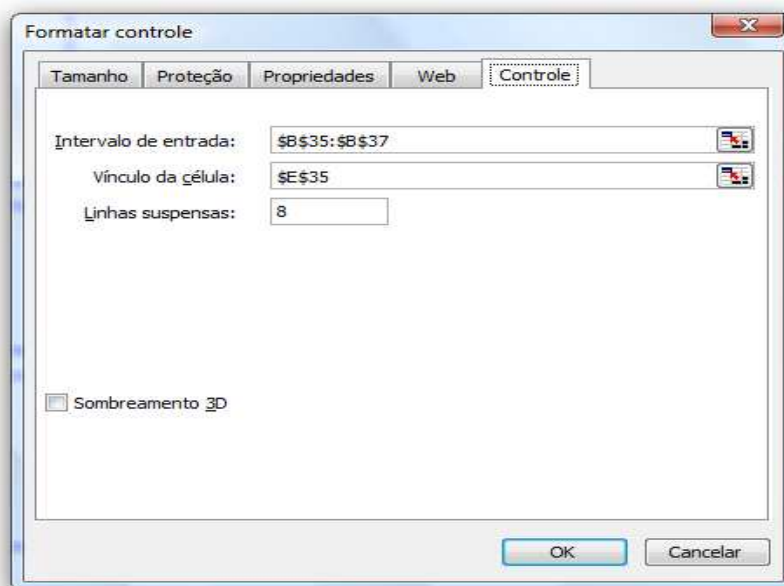 Formatar controle
Tamanho Proteção Propriedades Web Controle
Intervalo de entrada: $B$35:$B$37
Vínculo da célula: $E$35
Linhas suspensas: 8
Sombreamento 3D
OK Cancelar